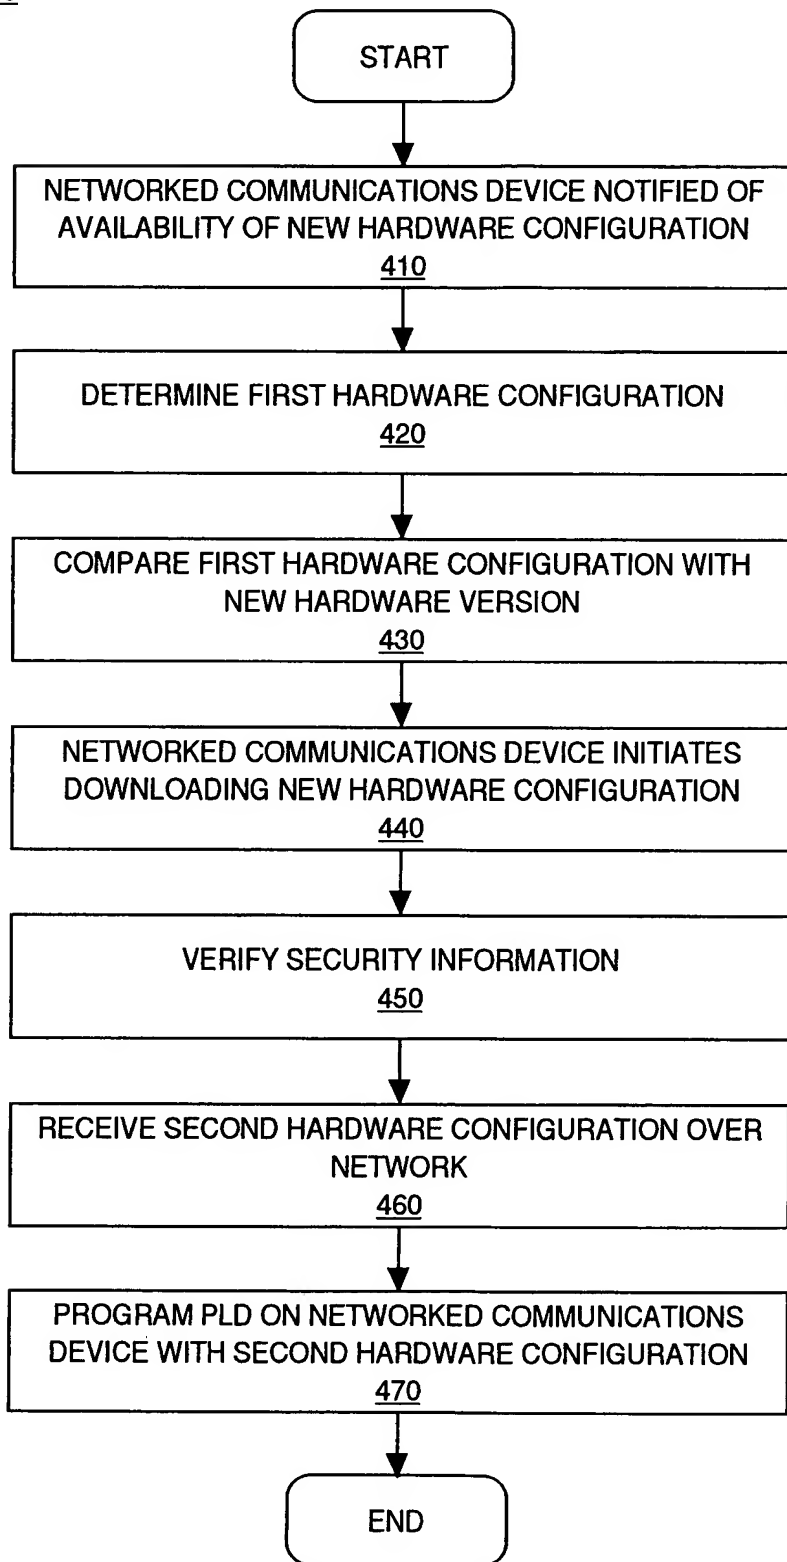 START
NETWORKED COMMUNICATIONS DEVICE NOTIFIED OF
AVAILABILITY OF NEW HARDWARE CONFIGURATION
410
DETERMINE FIRST HARDWARE CONFIGURATION
420
COMPARE FIRST HARDWARE CONFIGURATION WITH
NEW HARDWARE VERSION
430
NETWORKED COMMUNICATIONS DEVICE INITIATES
DOWNLOADING NEW HARDWARE CONFIGURATION
440
VERIFY SECURITY INFORMATION
450
RECEIVE SECOND HARDWARE CONFIGURATION OVER
NETWORK
460
PROGRAM PLD ON NETWORKED COMMUNICATIONS
DEVICE WITH SECOND HARDWARE CONFIGURATION
470
END